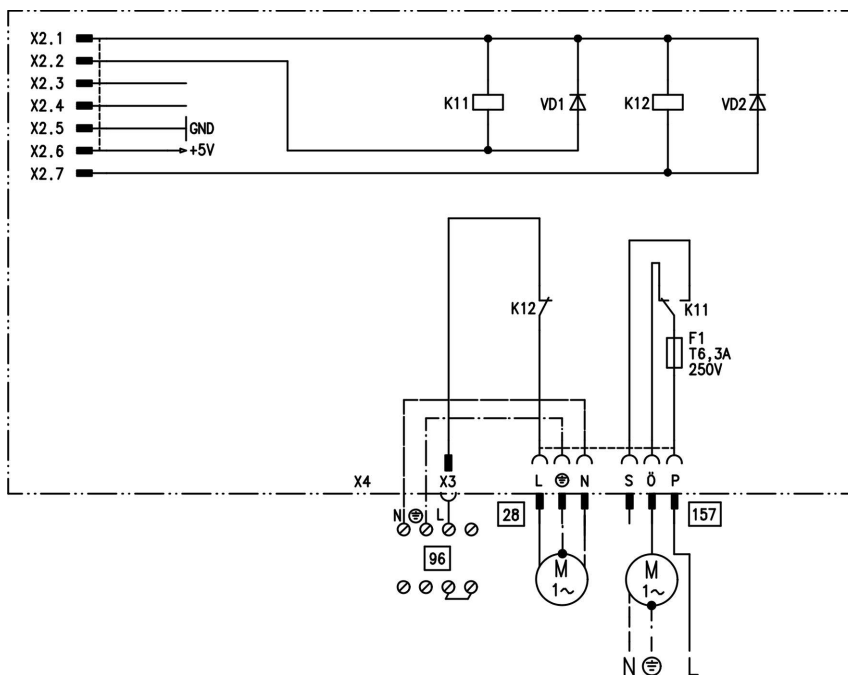 X2.1
X2.2
X2.3
X2.4
X2.5
GND
X2.6
+5V
X2.7
K11
VD1
K12
VD2
K12
K11
F1
T6,3A
250V
X4
X3
L
N
S
Ö
P
N
L
28
157
96
M
1~
M
1~
N
L